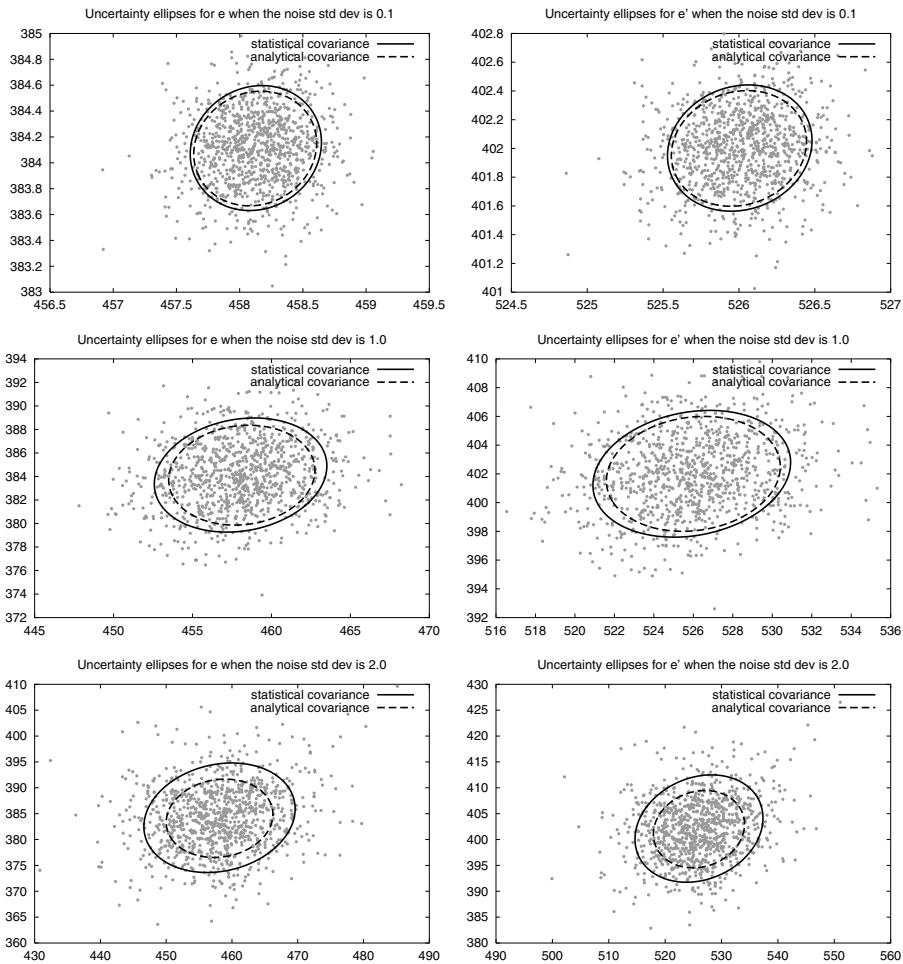 Uncertainty ellipses for e when the noise std dev is 0.1
385
384.8
384.6
384.4
384.2
384
383.8
383.6
383.4
383.2
383
456.5 457 457.5 458 458.5 459 459.5
statistical covariance
analytical covariance
Uncertainty ellipses for e' when the noise std dev is 0.1
402.8
402.4
402
401.6
401.2
401
524.5 525 525.5 526 526.5 527
statistical covariance
analytical covariance
Uncertainty ellipses for e when the noise std dev is 1.0
394
392
390
388
386
384
382
380
378
376
374
372
445 450 455 460 465 470
statistical covariance
analytical covariance
Uncertainty ellipses for e' when the noise std dev is 1.0
410
408
406
404
402
400
398
396
394
392
516 518 520 522 524 526 528 530 532 534 536
statistical covariance
analytical covariance
Uncertainty ellipses for e when the noise std dev is 2.0
410
405
400
395
390
385
380
375
370
365
360
430 440 450 460 470 480 490
statistical covariance
analytical covariance
Uncertainty ellipses for e' when the noise std dev is 2.0
430
425
420
415
410
405
400
395
390
385
380
490 500 510 520 530 540 550 560
statistical covariance
analytical covariance